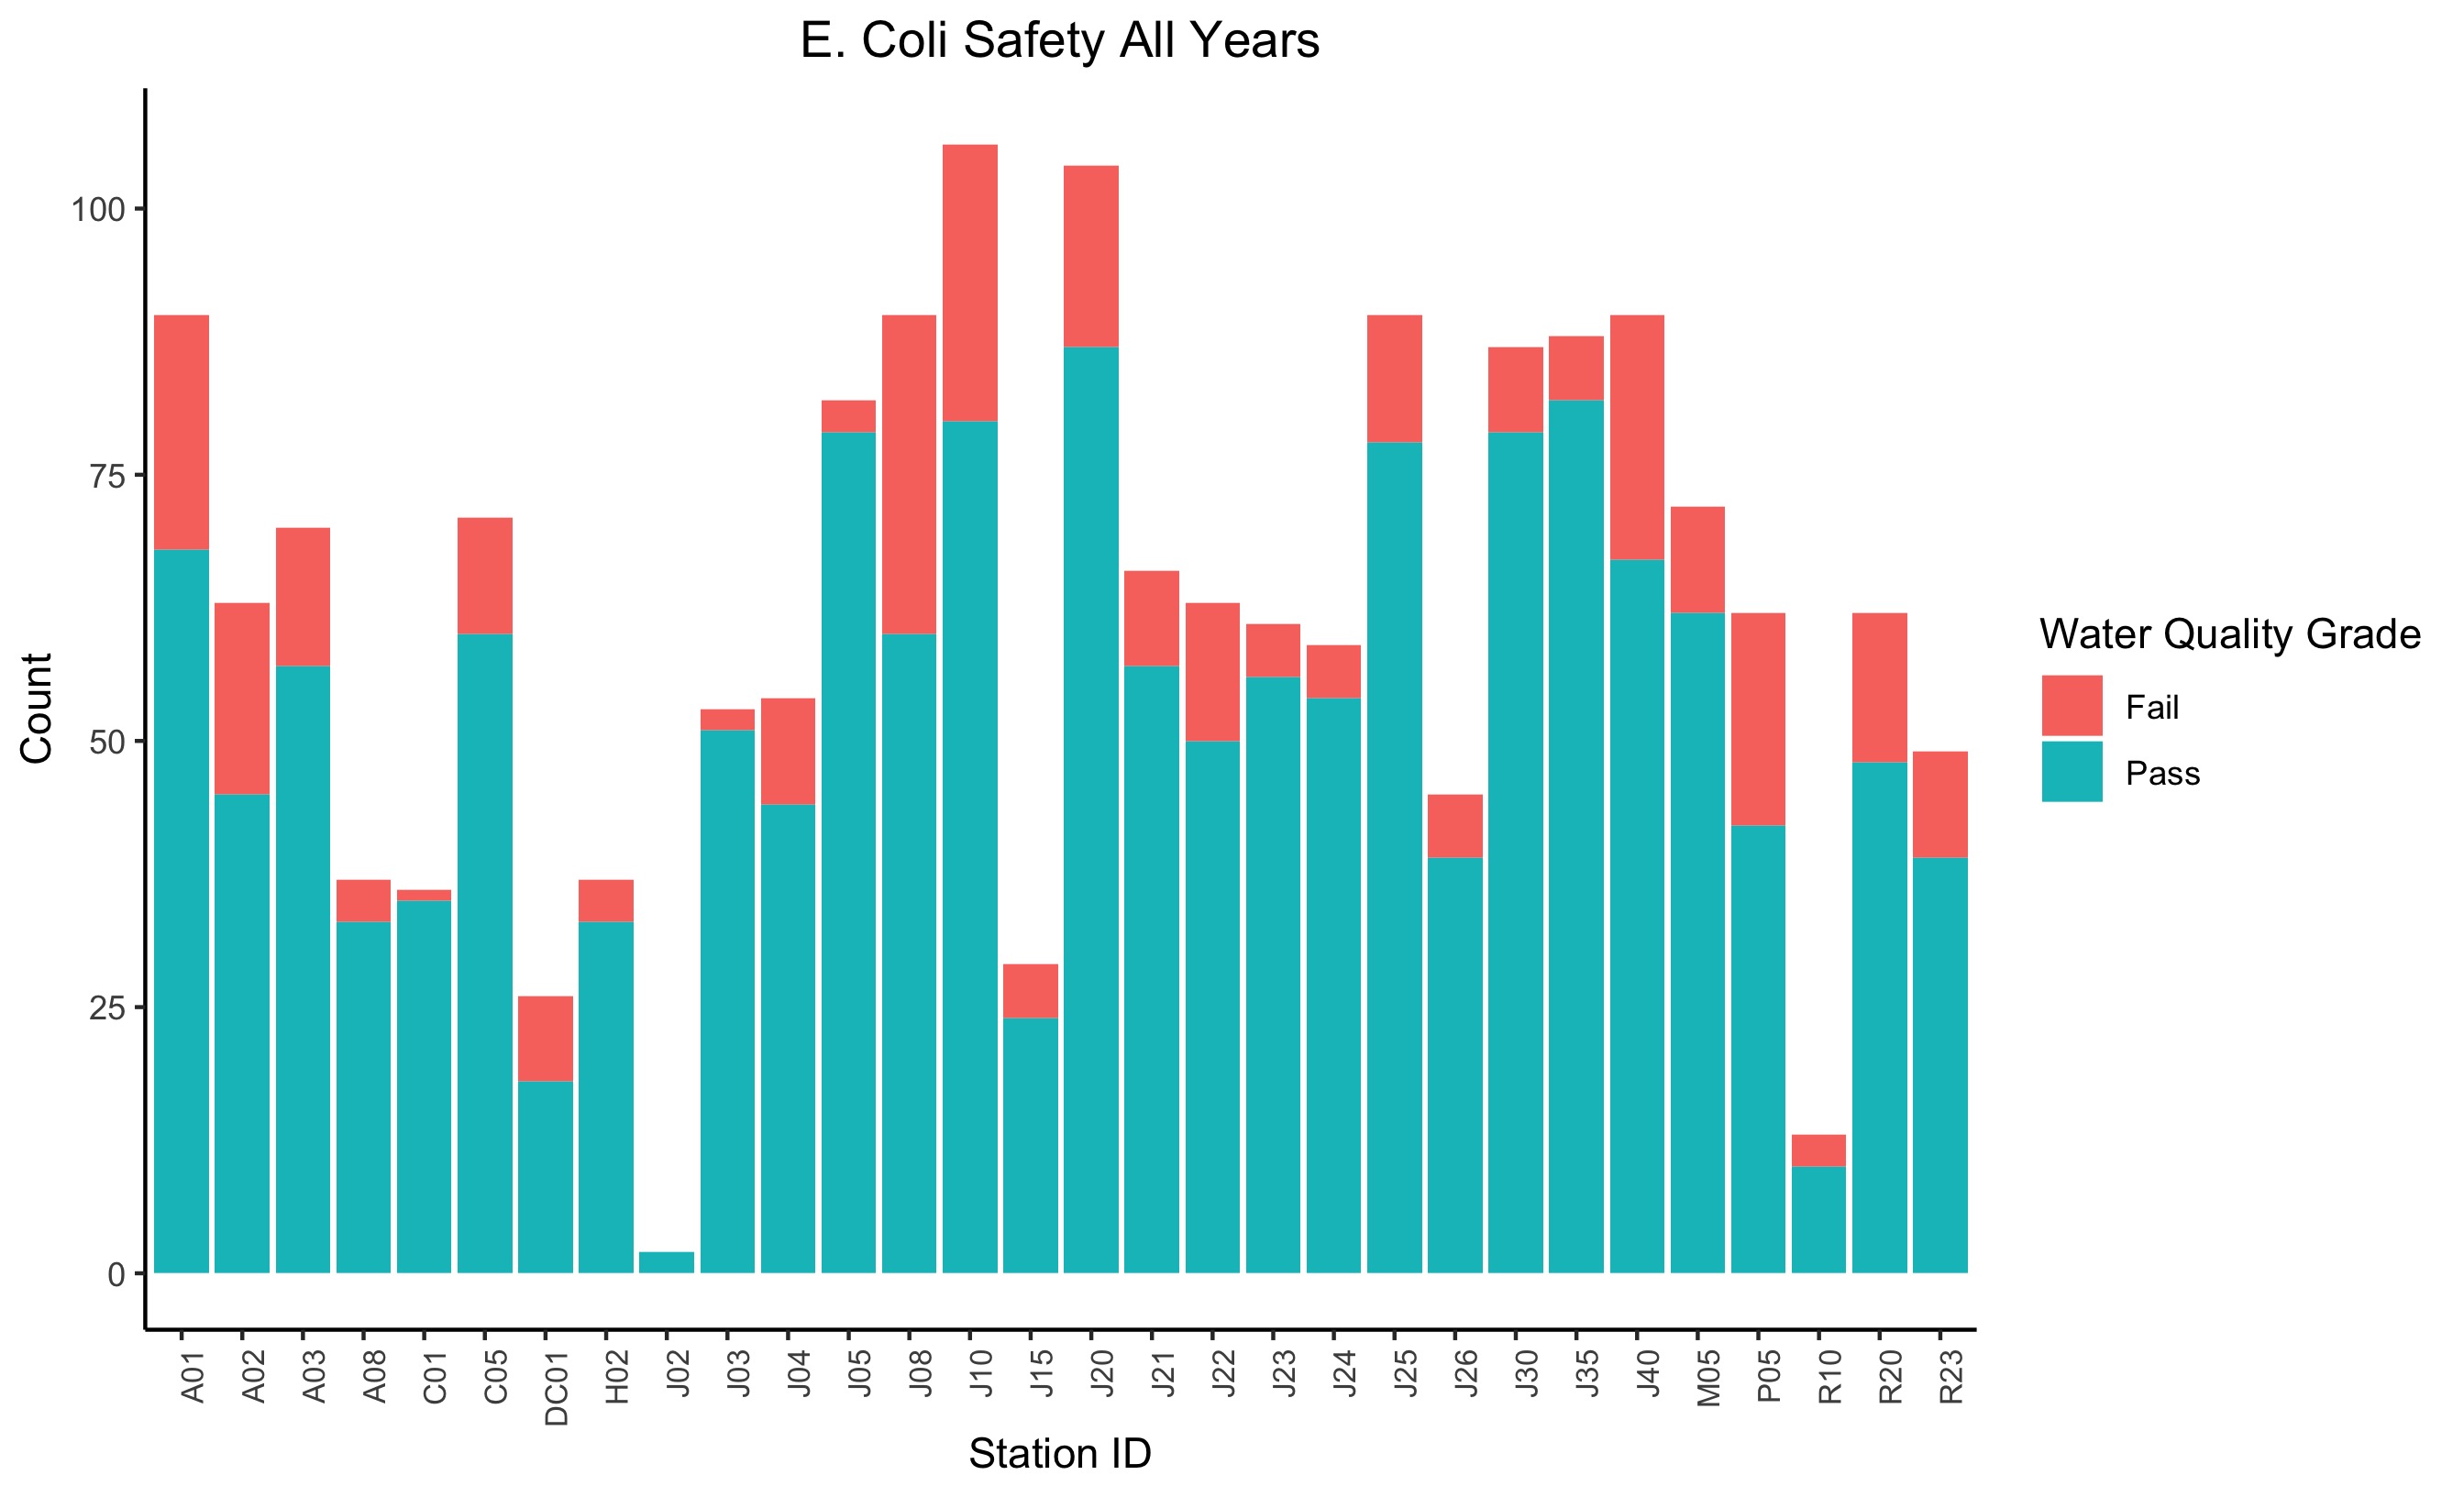 E. Coli Safety All Years
Count
100
75
50
25
0
A01
A02
A03
A08
C01
C05
DC01
H02
J02
J03
J04
J05
J08
J10
J15
J20
J21
J22
J23
J24
J25
J26
J30
J35
J40
M05
P05
R10
R20
R23
Station ID
Water Quality Grade
Fail
Pass